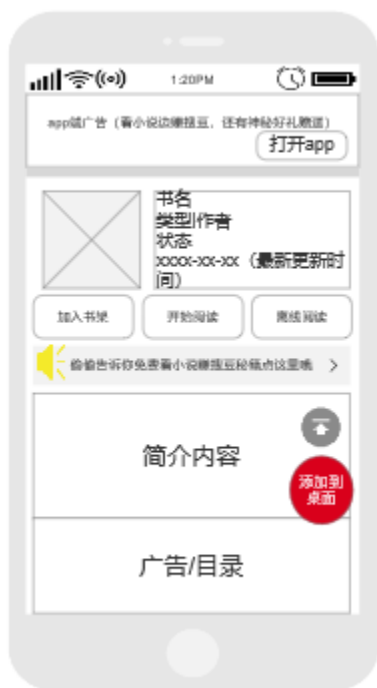 1:20PM
app端广告（看小说边赚搜豆，还有神秘好礼赠送）
打开app
书名
类型|作者
状态
xxxx-xx-xx（最新更新时
间）
加入书架
开始阅读
离线阅读
偷偷告诉你免费看小说赚搜豆秘籍点这里哦
简介内容
添加到
桌面
广告/目录